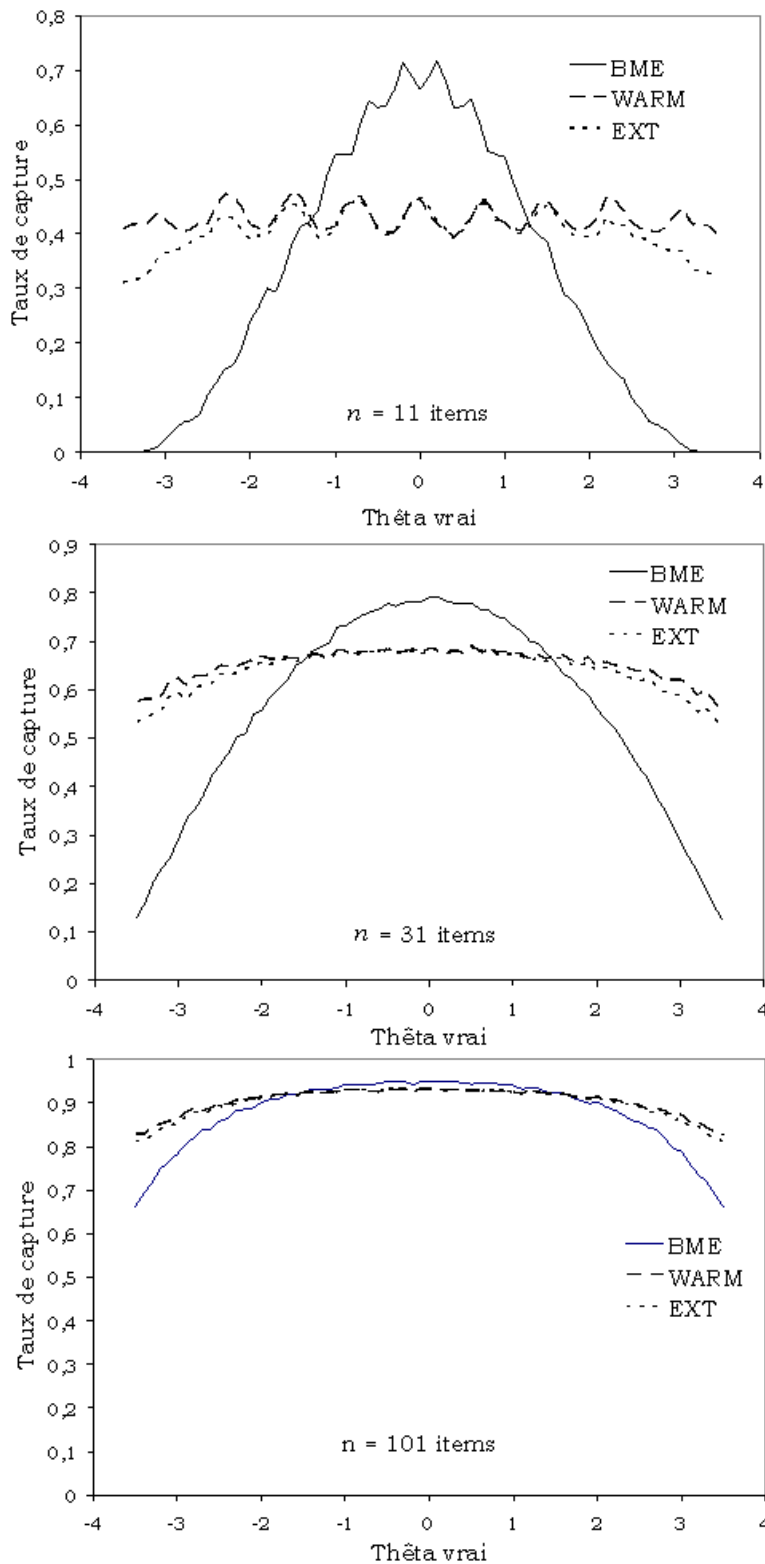 0,8
0,7
0,6
0,5
0,4
0,3
0,2
0,1
0
Taux de capture
BME
WARM
EXT
n = 11 items
-4 -3 -2 -1 0 1 2 3 4
Thêta vrai
0,9
0,8
0,7
0,6
0,5
0,4
0,3
0,2
0,1
0
Taux de capture
BME
WARM
EXT
n = 31 items
-4 -3 -2 -1 0 1 2 3 4
Thêta vrai
1
0,9
0,8
0,7
0,6
0,5
0,4
0,3
0,2
0,1
0
Taux de capture
BME
WARM
EXT
n = 101 items
-4 -3 -2 -1 0 1 2 3 4
Thêta vrai